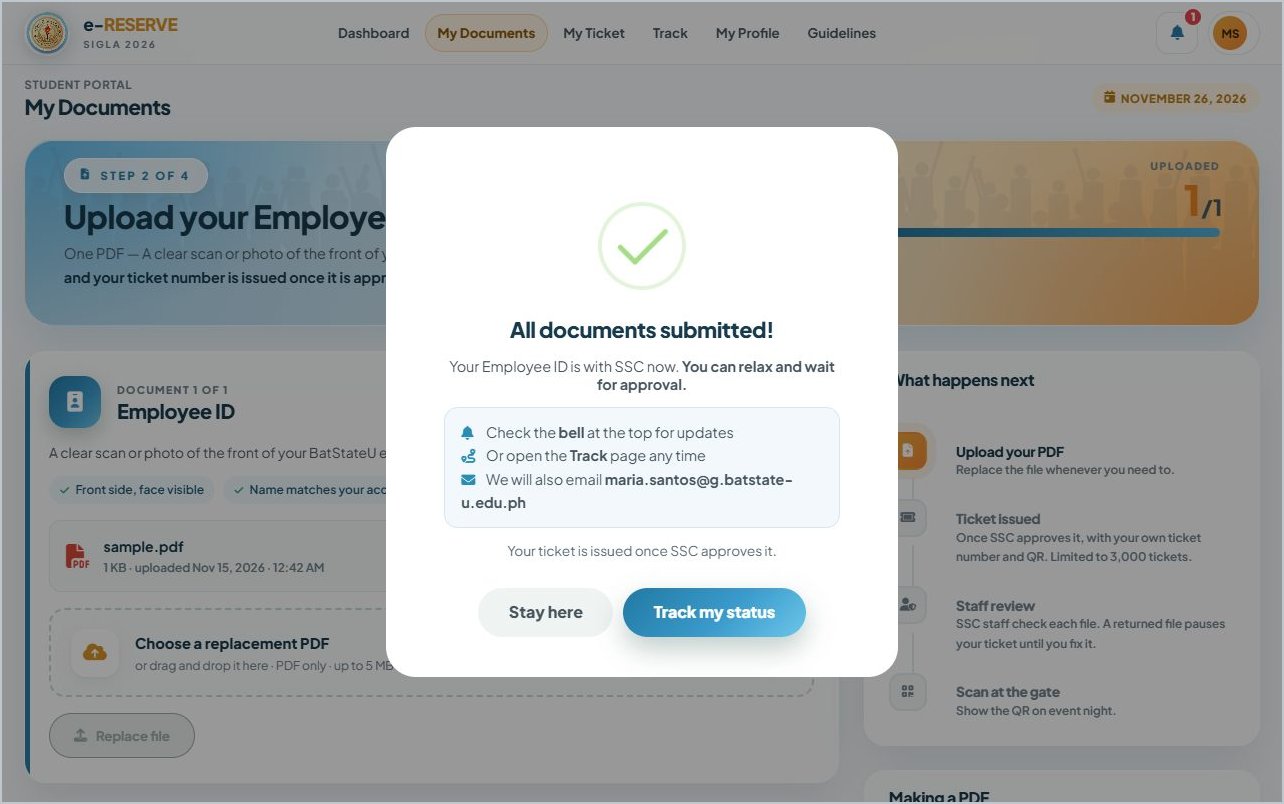 e-RESERVE
SIGLA 2026
Dashboard
My Documents
My Ticket
Track
My Profile
Guidelines
1
MS
STUDENT PORTAL
My Documents
NOVEMBER 26, 2026
STEP 2 OF 4
Upload your Employe
One PDF — A clear scan or photo of the front of y
and your ticket number is issued once it is appr
UPLOADED
1/1
All documents submitted!
Your Employee ID is with SSC now. You can relax and wait
for approval.
Check the bell at the top for updates
Or open the Track page any time
We will also email maria.santos@g.batstate-
u.edu.ph
Your ticket is issued once SSC approves it.
Stay here
Track my status
DOCUMENT 1 OF 1
Employee ID
A clear scan or photo of the front of your BatStateU e
Front side, face visible
Name matches your acc
PDF
sample.pdf
1 KB · uploaded Nov 15, 2026 · 12:42 AM
Choose a replacement PDF
or drag and drop it here · PDF only · up to 5 MB
Replace file
What happens next
Upload your PDF
Replace the file whenever you need to.
Ticket issued
Once SSC approves it, with your own ticket
number and QR. Limited to 3,000 tickets.
Staff review
SSC staff check each file. A returned file pauses
your ticket until you fix it.
Scan at the gate
Show the QR on event night.
Making a PDF